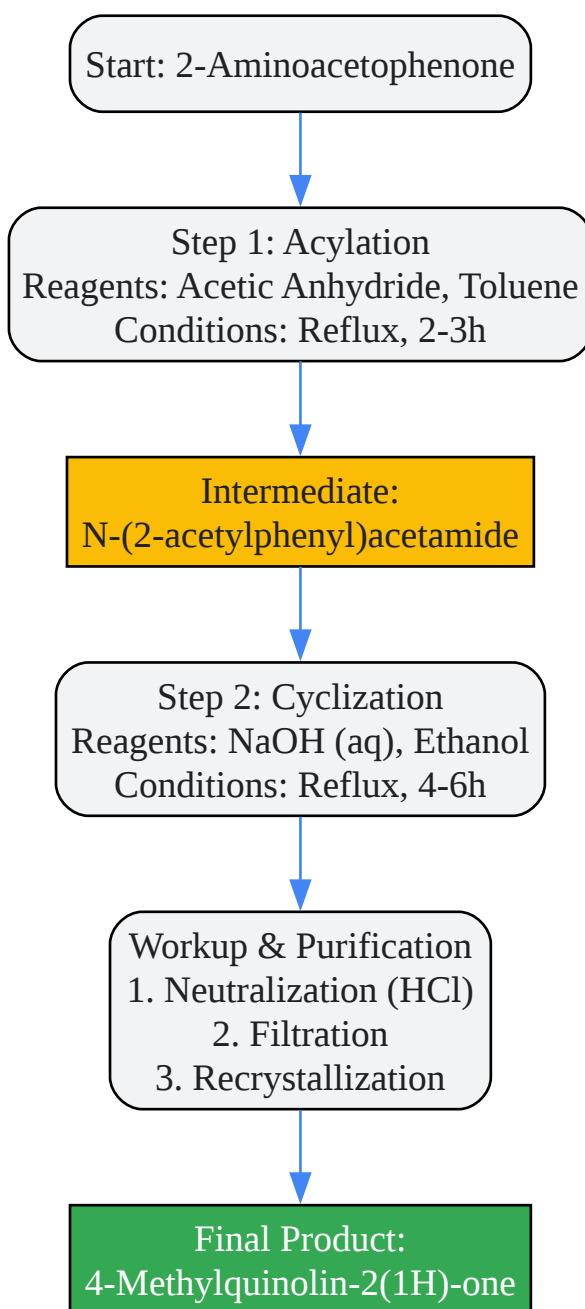 Start: 2-Aminoacetophenone
Step 1: Acylation
Reagents: Acetic Anhydride, Toluene
Conditions: Reflux, 2-3h
Intermediate:
N-(2-acetylphenyl)acetamide
Step 2: Cyclization
Reagents: NaOH (aq), Ethanol
Conditions: Reflux, 4-6h
Workup & Purification
1. Neutralization (HCl)
2. Filtration
3. Recrystallization
Final Product:
4-Methylquinolin-2(1H)-one